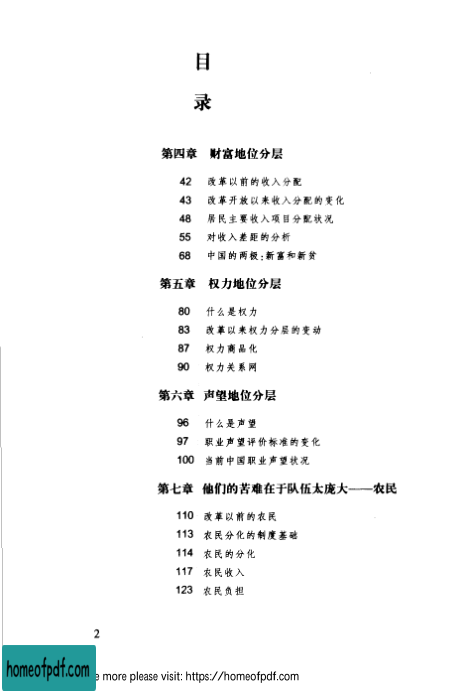 目
录
第四章 财富地位分层
42 改革以前的收入分配
43 改革开放以来收入分配的变化
48 居民主要收入项目分配状况
55 对收入差距的分析
68 中国的两极:新富和新贫
第五章 权力地位分层
80 什么是权力
83 改革以来权力分层的变动
87 权力商品化
90 权力关系网
第六章 声望地位分层
96 什么是声望
97 职业声望评价标准的变化
100 当前中国职业声望状况
第七章 他们的苦难在于队伍太庞大——农民
110 改革以前的农民
113 农民分化的制度基础
114 农民的分化
117 农民收入
123 农民负担
2
homeofpdf.com
e more please visit: https://homeofpdf.com